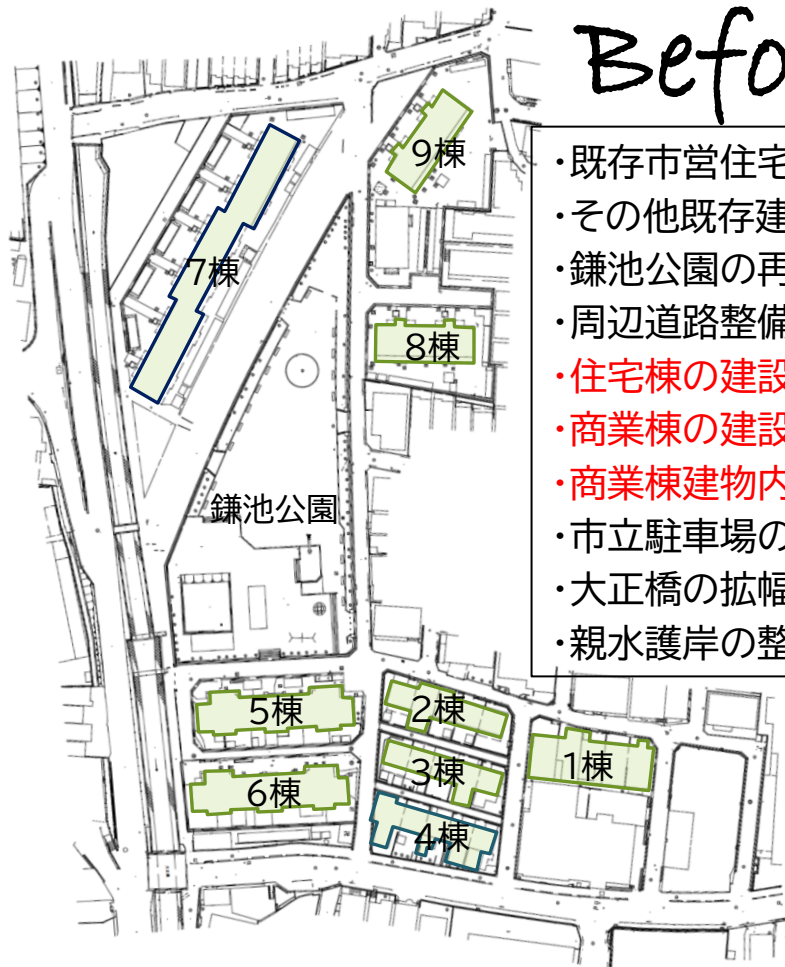 Befo
・既存市営住宅
・その他既存建
・鎌池公園の再
・周辺道路整備
・住宅棟の建設
・商業棟の建設
・商業棟建物内
・市立駐車場の
・大正橋の拡幅
・親水護岸の整
9棟
7棟
8棟
鎌池公園
5棟
2棟
3棟
1棟
6棟
4棟